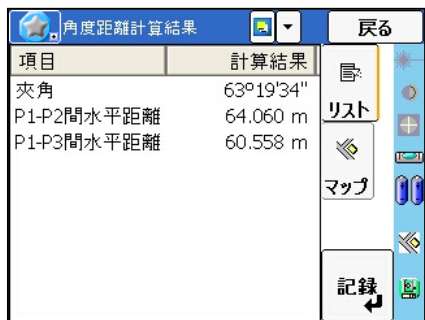 角度距離計算結果
戻る
項目 計算結果
夾角 63°19'34"
P1-P2間水平距離 64.060 m
P1-P3間水平距離 60.558 m
リスト
マップ
記録